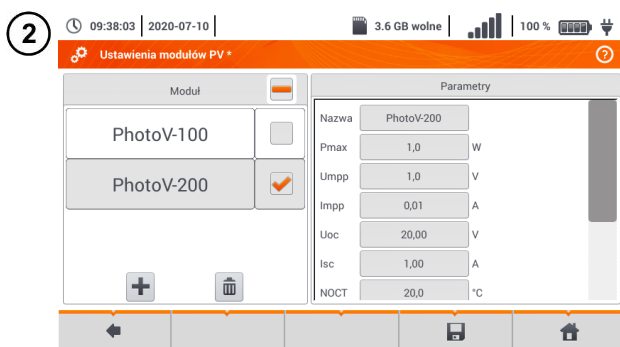 2
09:38:03 2020-07-10 3.6 GB wolne 100 %
Ustawienia modułów PV * ?
Moduł
PhotoV-100
PhotoV-200
Parametry
Nazwa PhotoV-200
Pmax 1,0 W
Umpp 1,0 V
Impp 0,01 A
Uoc 20,00 V
Isc 1,00 A
NOCT 20,0 °C